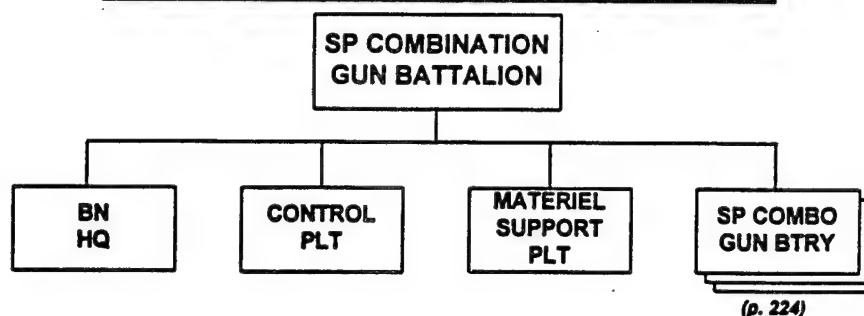 SP COMBINATION
GUN BATTALION
BN
HQ
CONTROL
PLT
MATERIEL
SUPPORT
PLT
SP COMBO
GUN BTRY
(p. 224)